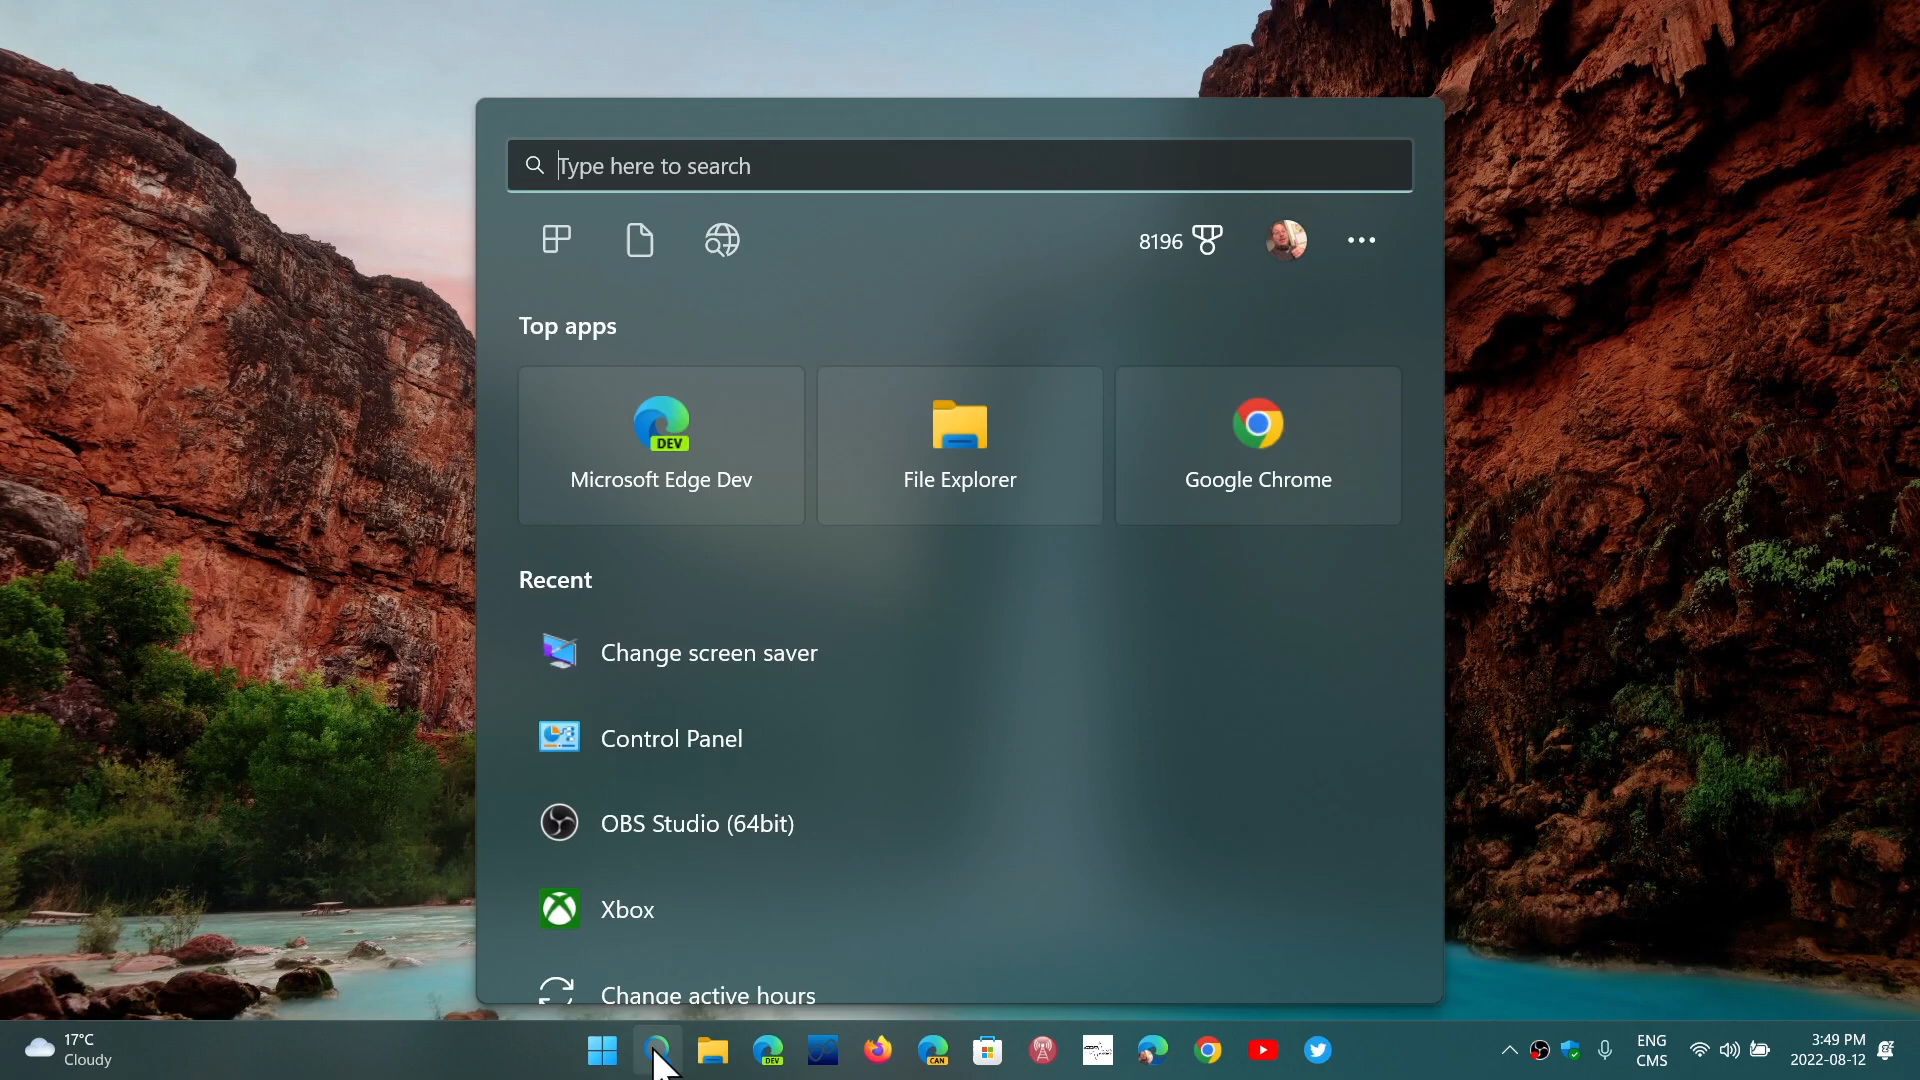 Type here to search
8196
Top apps
DEV
Microsoft Edge Dev
File Explorer
Google Chrome
Recent
Change screen saver
Control Panel
OBS Studio (64bit)
Xbox
Change active hours
17°C
Cloudy
DEV
CAN
ENG
CMS
3:49 PM
2022-08-12